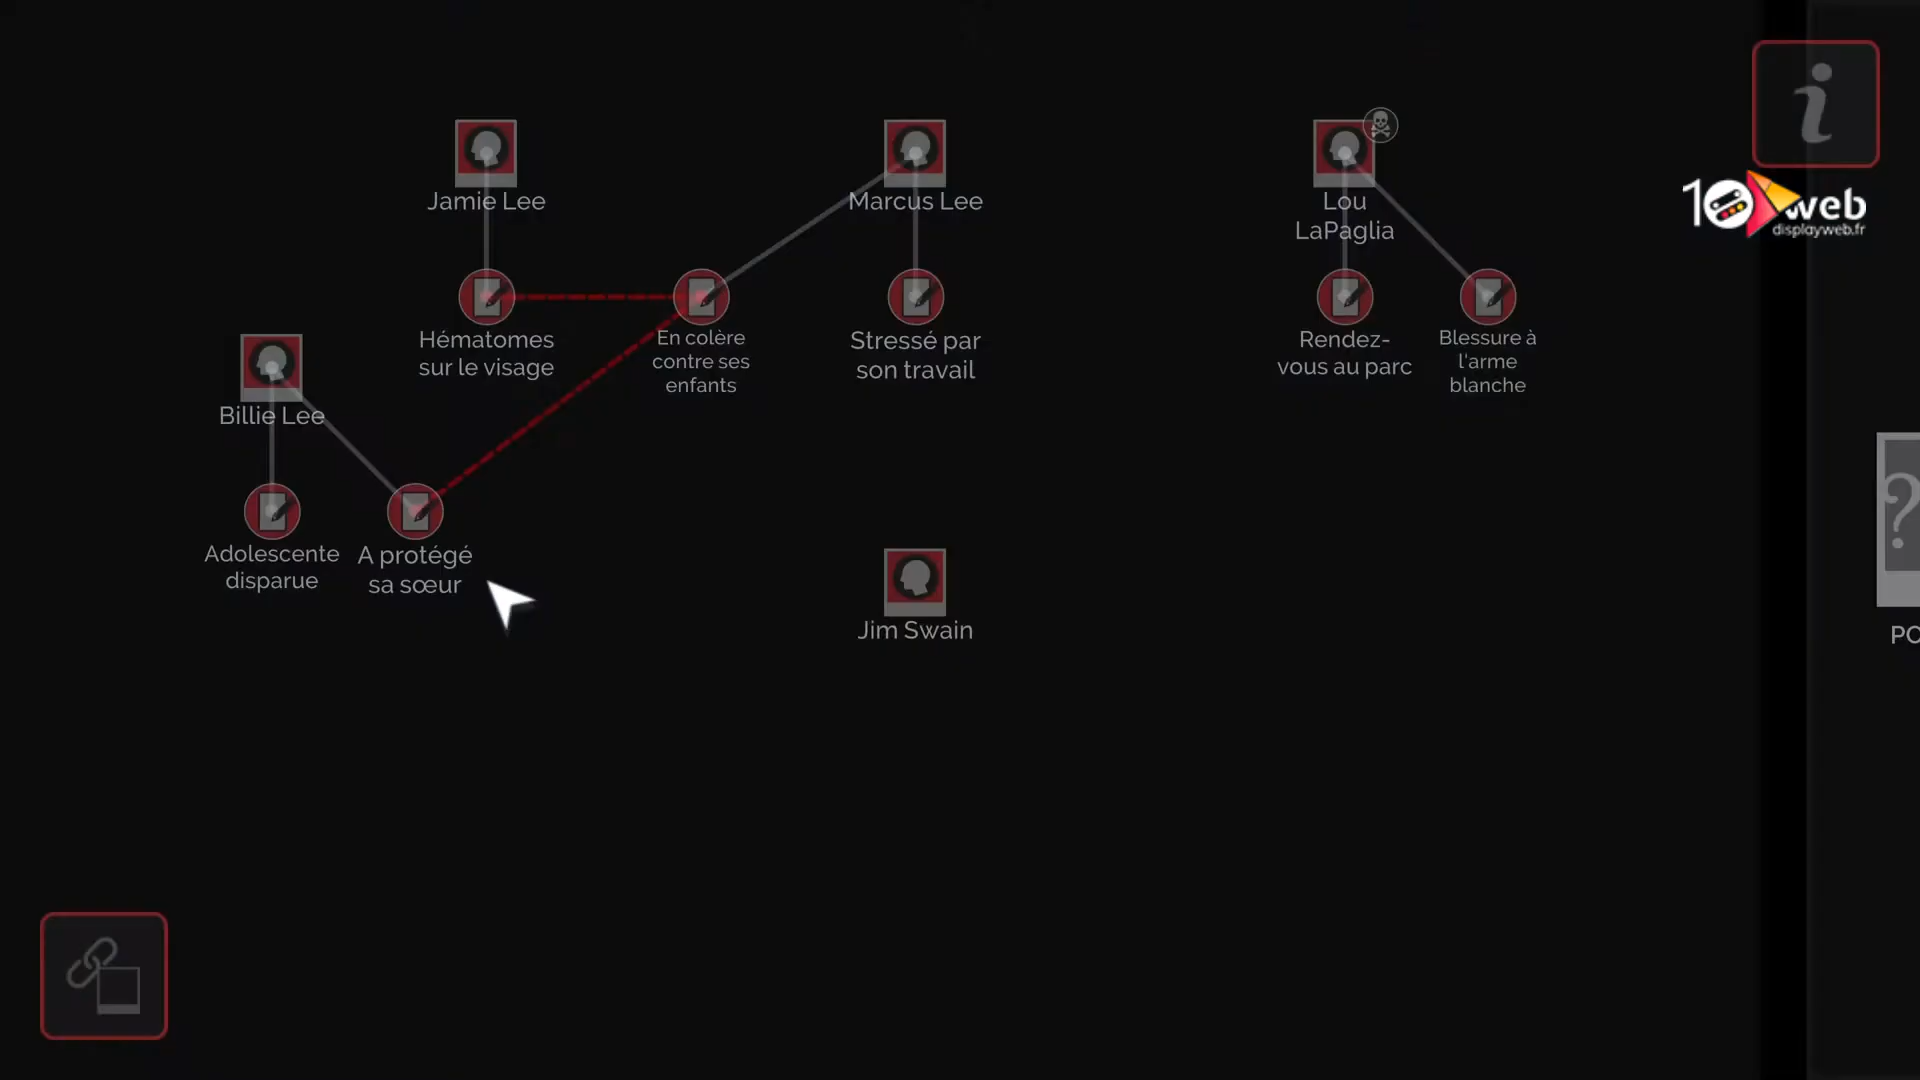 Jamie Lee
Marcus Lee
Lou
LaPaglia
10
web
displayweb.fr
Hématomes
sur le visage
En colère
contre ses
enfants
Stressé par
son travail
Rendez-
vous au parc
Blessure à
l'arme
blanche
Billie Lee
Adolescente
disparue
A protégé
sa sœur
Jim Swain
?
PO